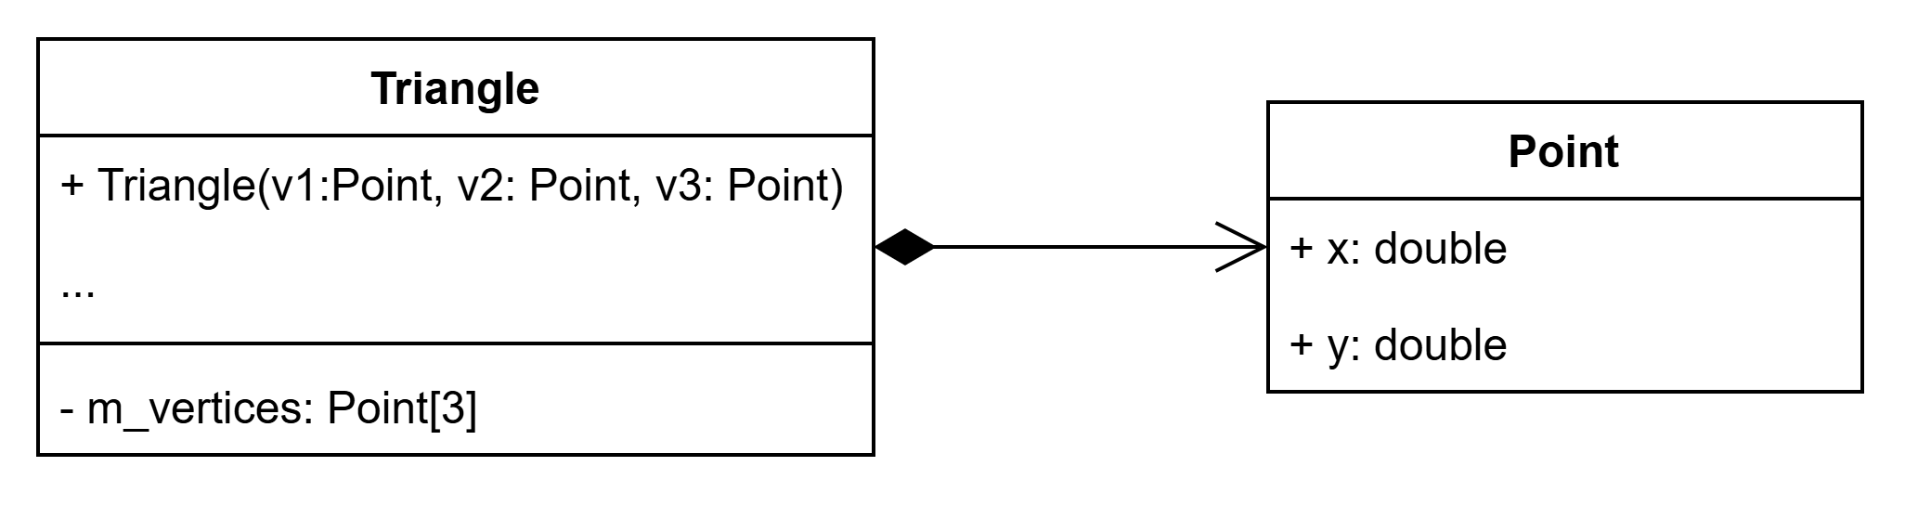 Triangle
+ Triangle(v1:Point, v2: Point, v3: Point)
...
- m_vertices: Point[3]
Point
+ x: double
+ y: double